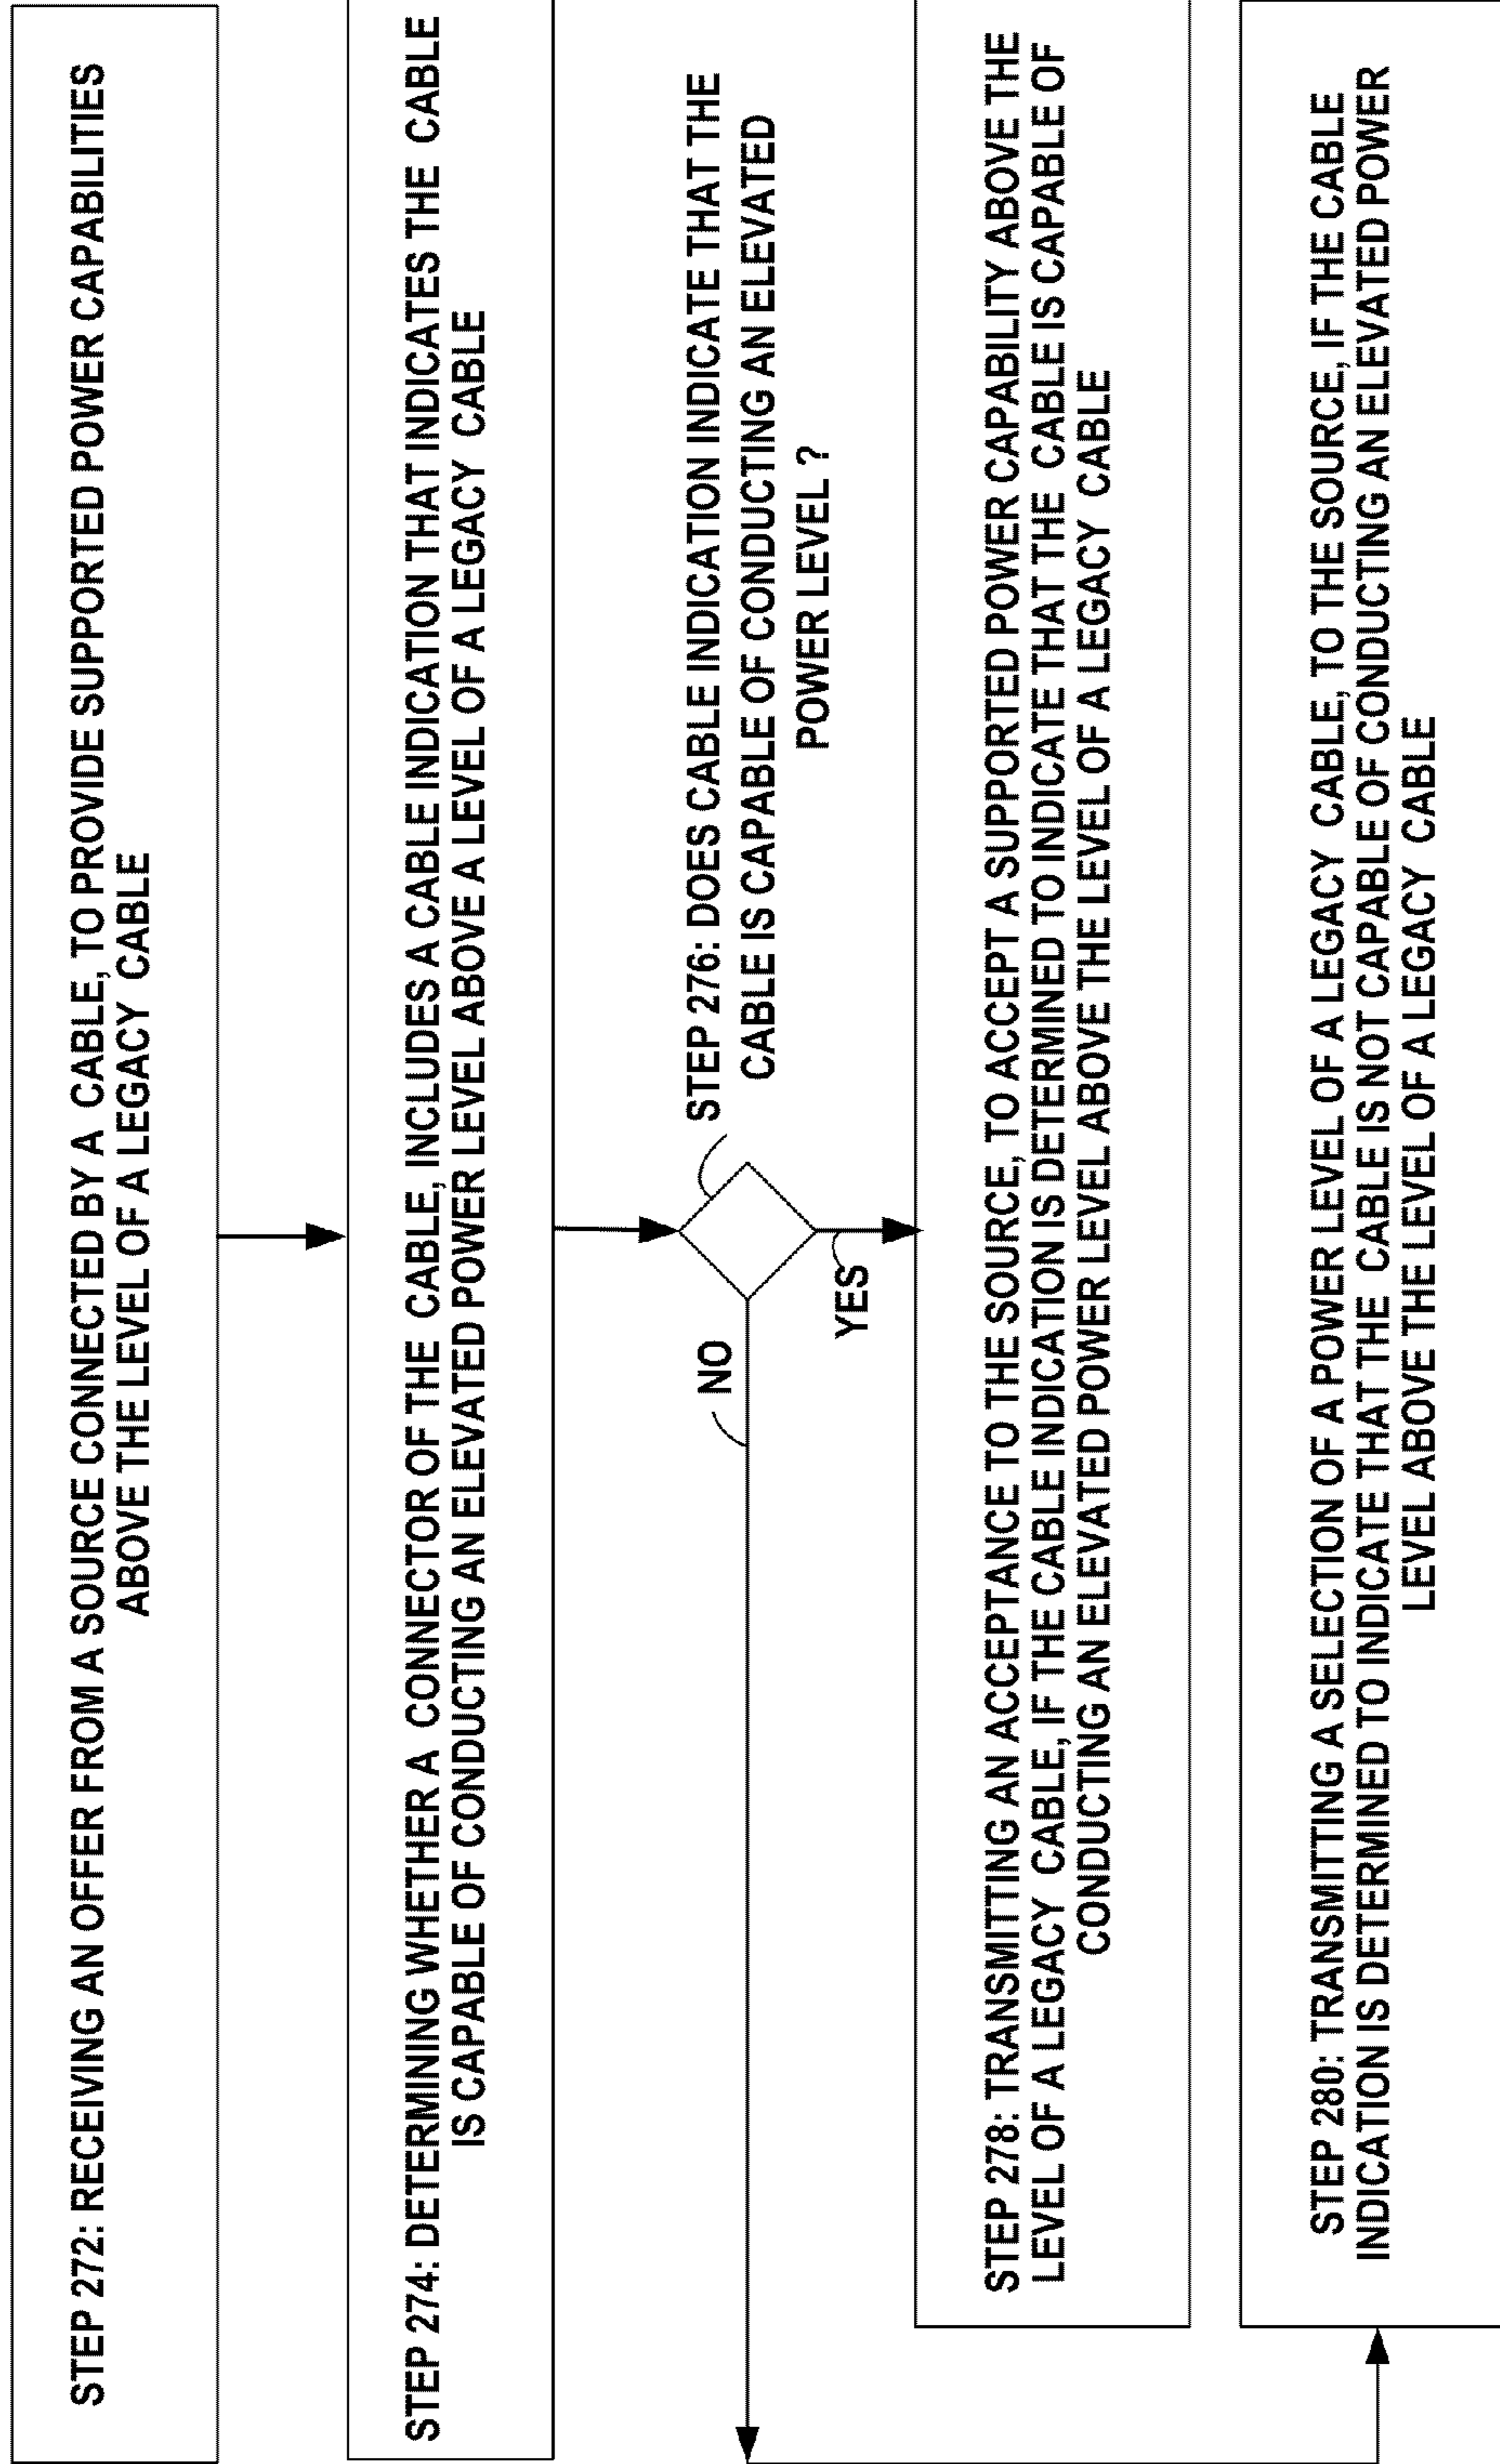 STEP 272: RECEIVING AN OFFER FROM A SOURCE CONNECTED BY A CABLE, TO PROVIDE SUPPORTED POWER CAPABILITIES
ABOVE THE LEVEL OF A LEGACY CABLE
STEP 274: DETERMINING WHETHER A CONNECTOR OF THE CABLE, INCLUDES A CABLE INDICATION THAT INDICATES THE CABLE
IS CAPABLE OF CONDUCTING AN ELEVATED POWER LEVEL ABOVE A LEVEL OF A LEGACY CABLE
STEP 276: DOES CABLE INDICATION INDICATE THAT THE
CABLE IS CAPABLE OF CONDUCTING AN ELEVATED
POWER LEVEL ?
NO
YES
STEP 278: TRANSMITTING AN ACCEPTANCE TO THE SOURCE, TO ACCEPT A SUPPORTED POWER CAPABILITY ABOVE THE
LEVEL OF A LEGACY CABLE, IF THE CABLE INDICATION IS DETERMINED TO INDICATE THAT THE CABLE IS CAPABLE OF
CONDUCTING AN ELEVATED POWER LEVEL ABOVE THE LEVEL OF A LEGACY CABLE
STEP 280: TRANSMITTING A SELECTION OF A POWER LEVEL OF A LEGACY CABLE, TO THE SOURCE, IF THE CABLE
INDICATION IS DETERMINED TO INDICATE THAT THE CABLE IS NOT CAPABLE OF CONDUCTING AN ELEVATED POWER
LEVEL ABOVE THE LEVEL OF A LEGACY CABLE